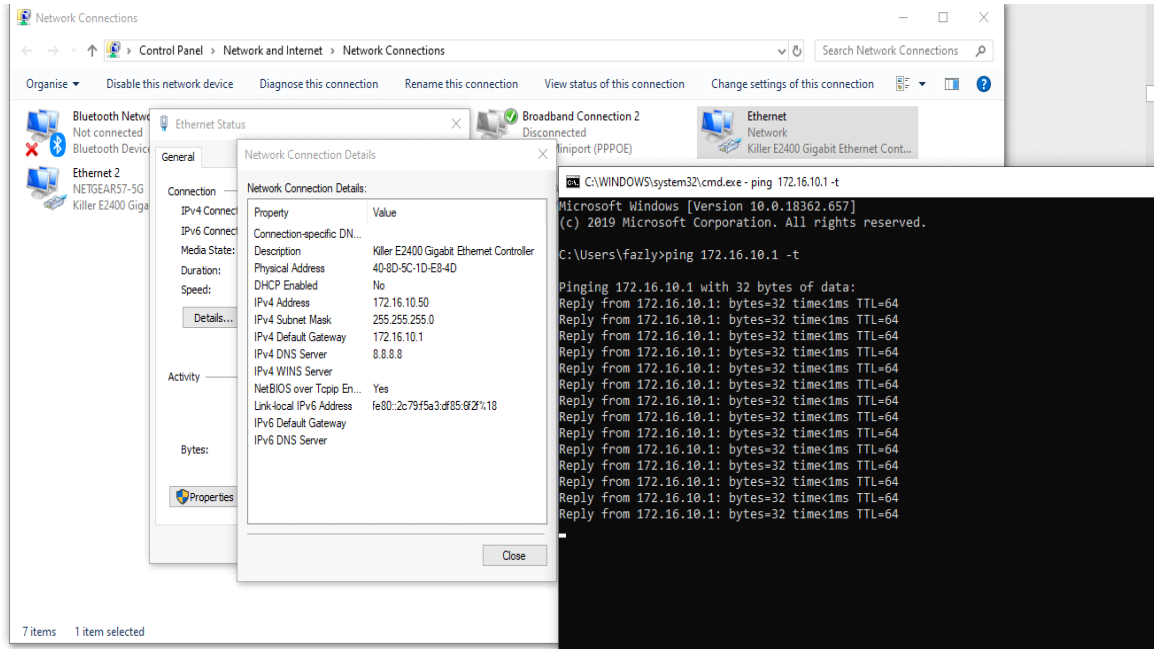 Network Connections
Control Panel > Network and Internet > Network Connections
Search Network Connections
Organise
Disable this network device
Diagnose this connection
Rename this connection
View status of this connection
Change settings of this connection
Bluetooth Netwo
Not connected
Bluetooth Device
Ethernet 2
NETGEAR57-5G
Killer E2400 Giga
Broadband Connection 2
Disconnected
Miniport (PPPOE)
Ethernet
Network
Killer E2400 Gigabit Ethernet Cont...
Ethernet Status
General
Connection
IPv4 Connect
IPv6 Connect
Media State:
Duration:
Speed:
Details...
Activity
Bytes:
Properties
Network Connection Details
Network Connection Details:
Property Value
Connection-specific DN...
Description Killer E2400 Gigabit Ethernet Controller
Physical Address 40-8D-5C-1D-E8-4D
DHCP Enabled No
IPv4 Address 172.16.10.50
IPv4 Subnet Mask 255.255.255.0
IPv4 Default Gateway 172.16.10.1
IPv4 DNS Server 8.8.8.8
IPv4 WINS Server
NetBIOS over Tcpip En... Yes
Link-local IPv6 Address fe80::2c79:f5a3:df85:6f2f%18
IPv6 Default Gateway
IPv6 DNS Server
Close
C:\WINDOWS\system32\cmd.exe - ping 172.16.10.1 -t
Microsoft Windows [Version 10.0.18362.657]
(c) 2019 Microsoft Corporation. All rights reserved.
C:\Users\fazly>ping 172.16.10.1 -t
Pinging 172.16.10.1 with 32 bytes of data:
Reply from 172.16.10.1: bytes=32 time<1ms TTL=64
Reply from 172.16.10.1: bytes=32 time<1ms TTL=64
Reply from 172.16.10.1: bytes=32 time<1ms TTL=64
Reply from 172.16.10.1: bytes=32 time<1ms TTL=64
Reply from 172.16.10.1: bytes=32 time<1ms TTL=64
Reply from 172.16.10.1: bytes=32 time<1ms TTL=64
Reply from 172.16.10.1: bytes=32 time<1ms TTL=64
Reply from 172.16.10.1: bytes=32 time<1ms TTL=64
Reply from 172.16.10.1: bytes=32 time<1ms TTL=64
Reply from 172.16.10.1: bytes=32 time<1ms TTL=64
Reply from 172.16.10.1: bytes=32 time<1ms TTL=64
Reply from 172.16.10.1: bytes=32 time<1ms TTL=64
Reply from 172.16.10.1: bytes=32 time<1ms TTL=64
Reply from 172.16.10.1: bytes=32 time<1ms TTL=64
7 items 1 item selected